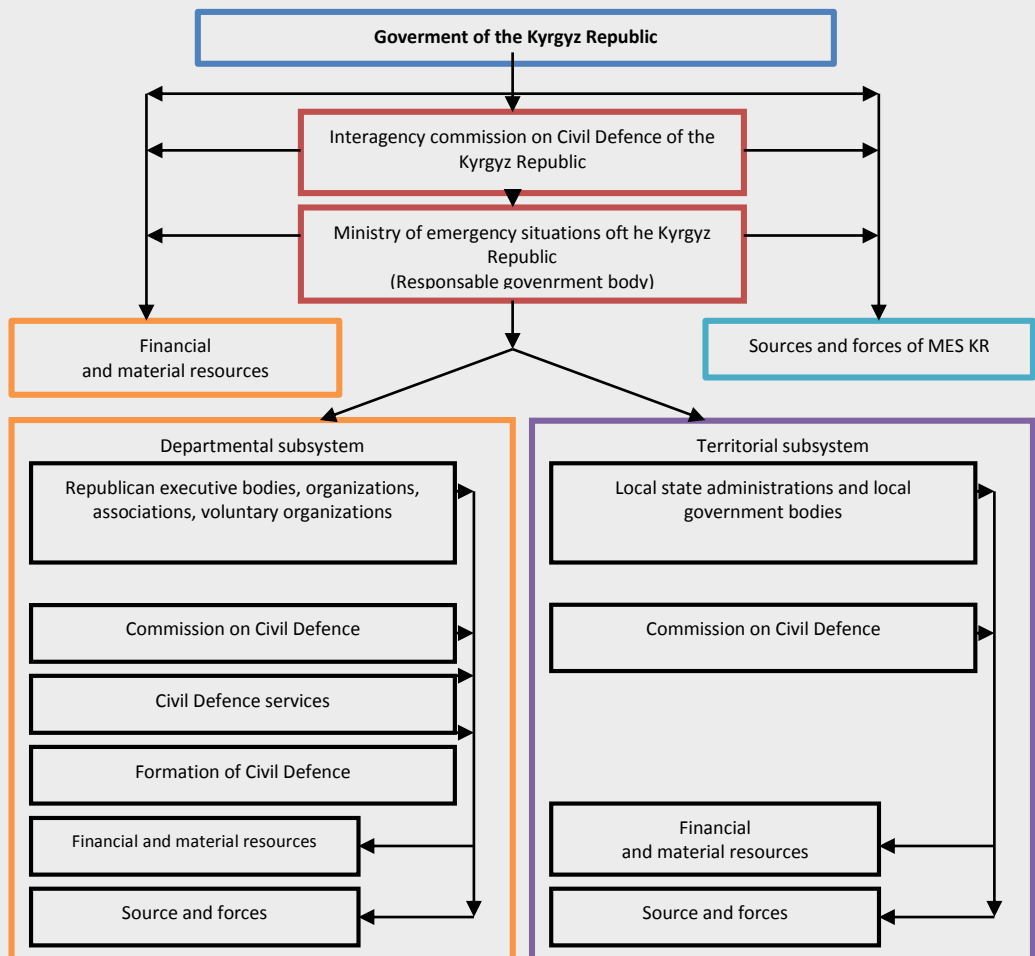 Goverment of the Kyrgyz Republic
Interagency commission on Civil Defence of the
Kyrgyz Republic
Ministry of emergency situations oft he Kyrgyz
Republic
(Responsable govenrment body)
Financial
and material resources
Sources and forces of MES KR
Departmental subsystem
Republican executive bodies, organizations,
associations, voluntary organizations
Commission on Civil Defence
Civil Defence services
Formation of Civil Defence
Financial and material resources
Source and forces
Territorial subsystem
Local state administrations and local
government bodies
Commission on Civil Defence
Financial
and material resources
Source and forces